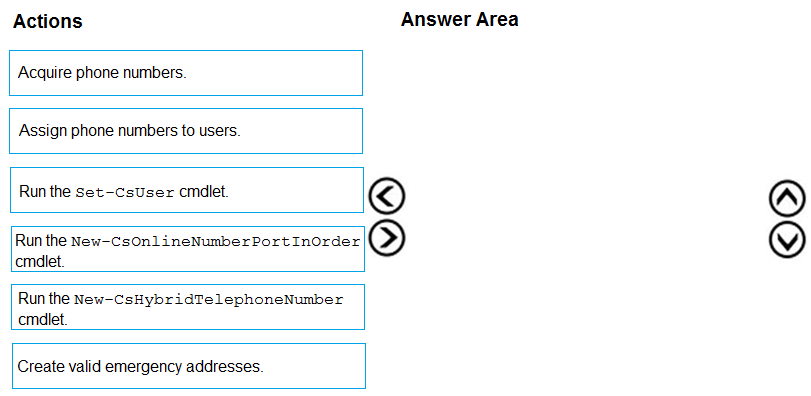 Actions
Answer Area
Acquire phone numbers.
Assign phone numbers to users.
Run the Set-CsUser cmdlet.
Run the New-CsOnlineNumberPortInOrder
cmdlet.
Run the New-CsHybridTelephoneNumber
cmdlet.
Create valid emergency addresses.